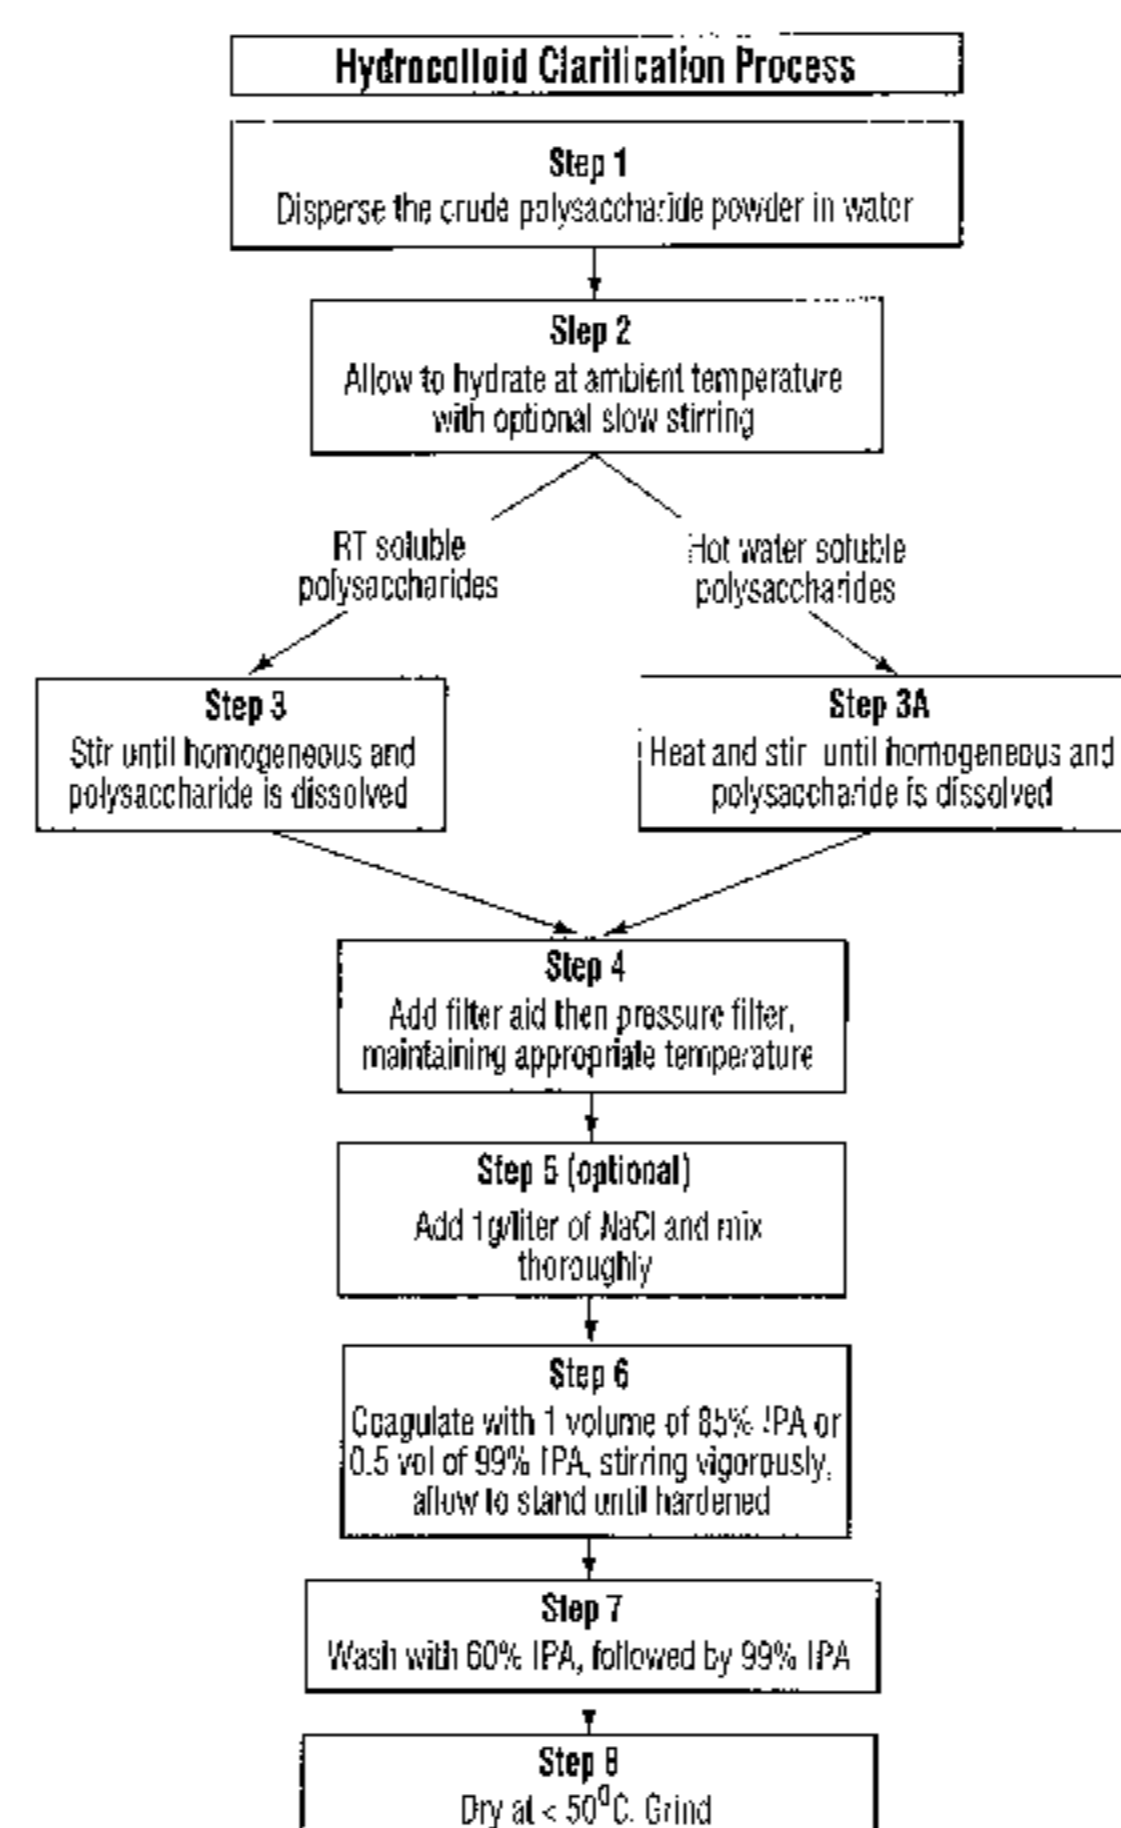 Hydrocolloid Clarification Process
Step 1
Disperse the crude polysaccharide powder in water
Step 2
Allow to hydrate at ambient temperature
with optional slow stirring
RT soluble
polysaccharides
Hot water soluble
polysaccharides
Step 3
Stir until homogeneous and
polysaccharide is dissolved
Step 3A
Heat and stir until homogeneous and
polysaccharide is dissolved
Step 4
Add filter aid then pressure filter,
maintaining appropriate temperature
Step 5 (optional)
Add 1g/liter of NaCl and mix
thoroughly
Step 6
Coagulate with 1 volume of 85% IPA or
0.5 vol of 99% IPA, stirring vigorously,
allow to stand until hardened
Step 7
Wash with 60% IPA, followed by 99% IPA
Step 8
Dry at < 50⁰C. Grind